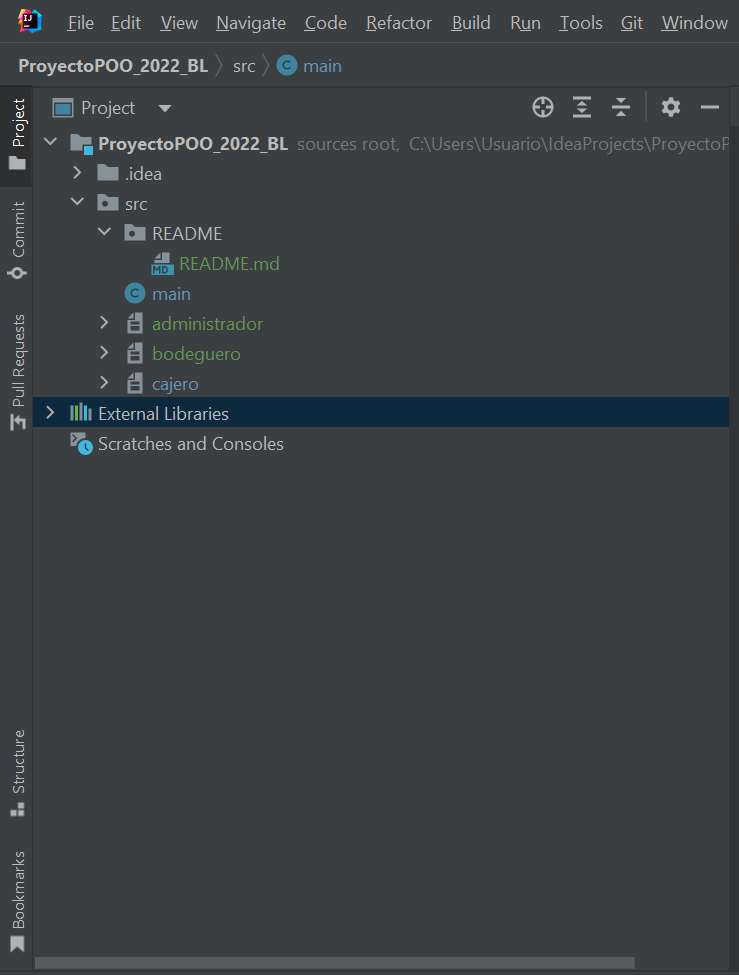 File Edit View Navigate Code Refactor Build Run Tools Git Window
ProyectoPOO_2022_BL src main
Project
ProyectoPOO_2022_BL sources root, C:\Users\Usuario\IdeaProjects\ProyectoP
.idea
src
README
README.md
main
administrador
bodeguero
cajero
External Libraries
Scratches and Consoles
Project
Commit
Pull Requests
Structure
Bookmarks